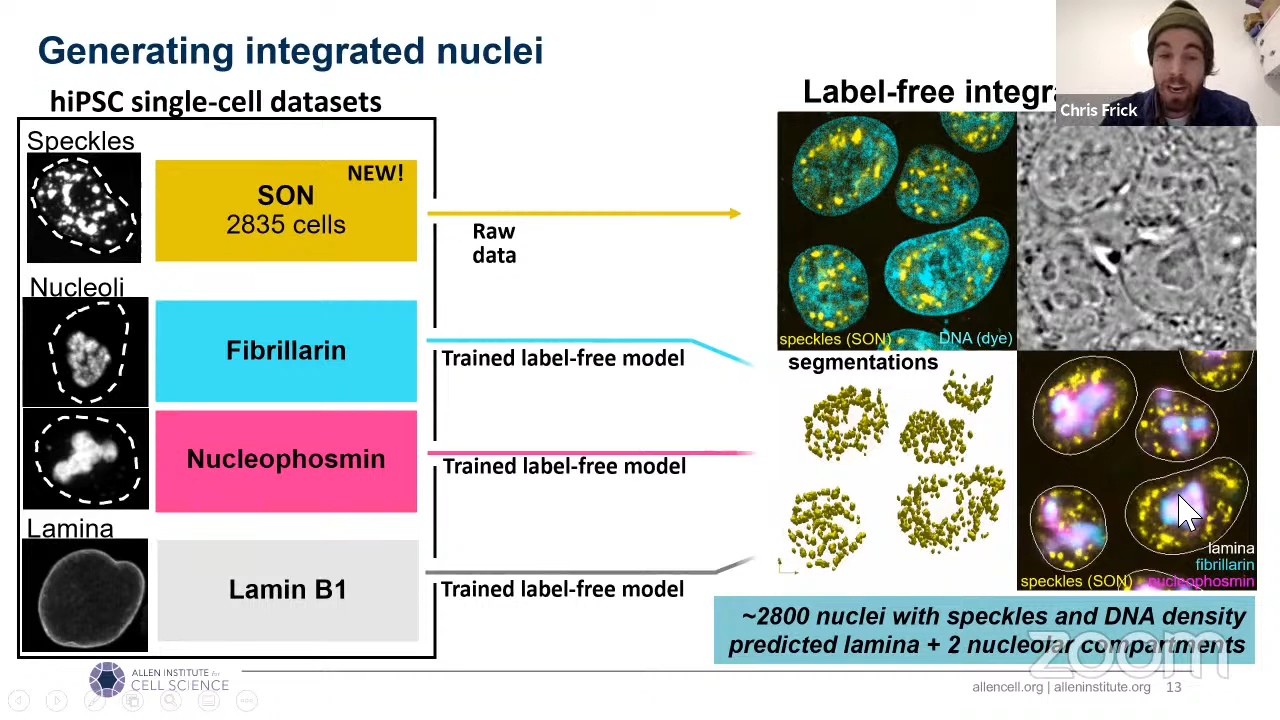 Generating integrated nuclei
hiPSC single-cell datasets
Label-free integra
Chris Frick
Speckles
NEW!
SON
2835 cells
Raw
data
Nucleoli
Fibrillarin
Trained label-free model
Nucleophosmin
Trained label-free model
Lamina
Lamin B1
Trained label-free model
speckles (SON)
DNA (dye)
segmentations
lamina
fibrillarin
speckles (SON)
nucleophosmin
~2800 nuclei with speckles and DNA density
predicted lamina + 2 nucleolar compartments
zoom
ALLEN INSTITUTE for
CELL SCIENCE
allencell.org | alleninstitute.org
13